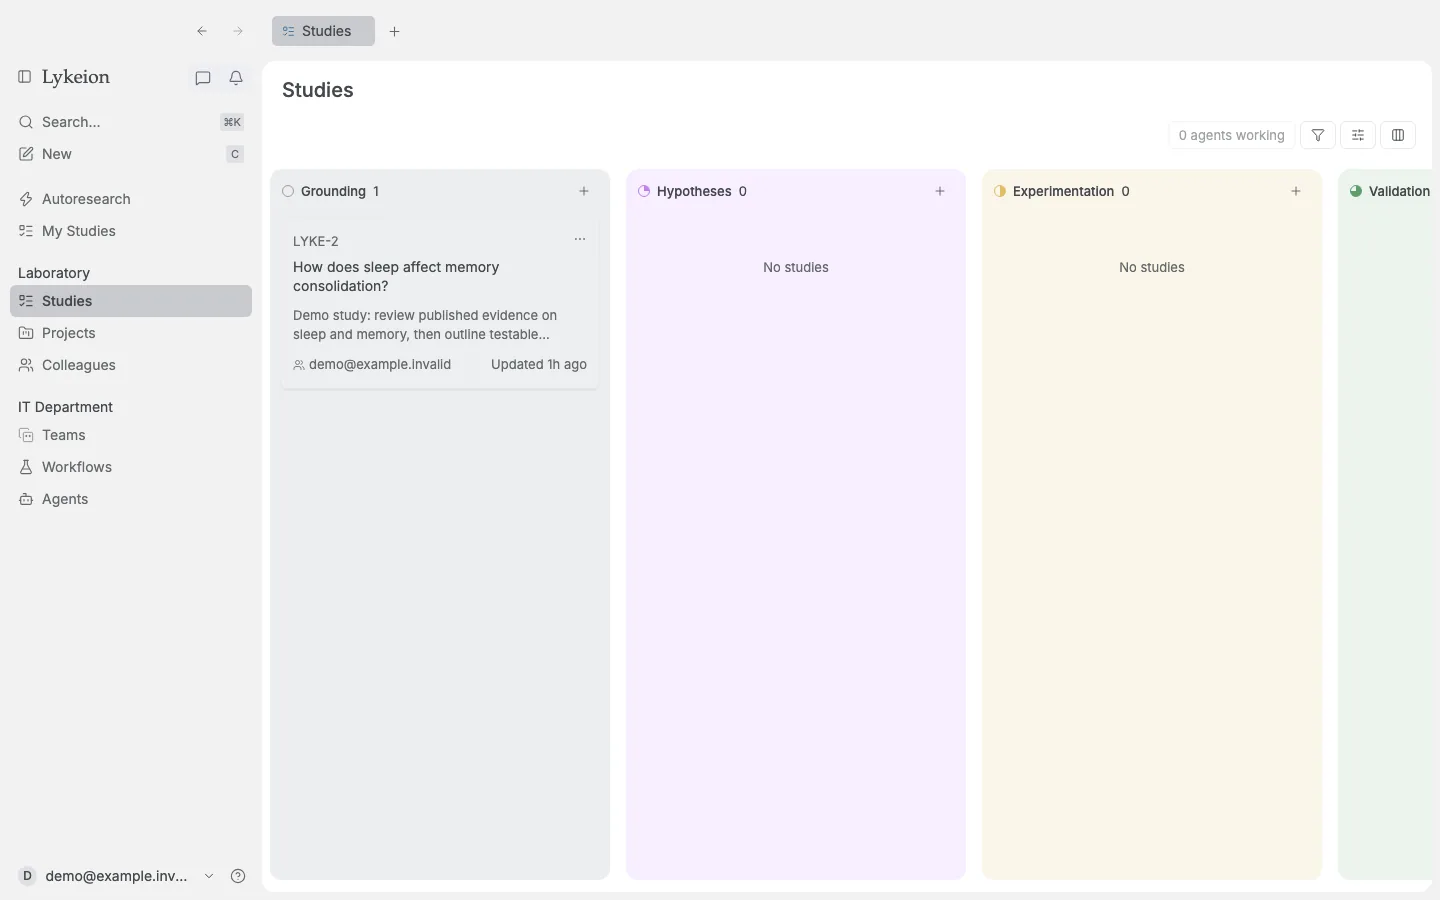 Studies
Lykeion
Search...
⌘K
New
C
Autoresearch
My Studies
Laboratory
Studies
Projects
Colleagues
IT Department
Teams
Workflows
Agents
D
demo@example.inv...
Studies
0 agents working
Grounding 1
LYKE-2
How does sleep affect memory
consolidation?
Demo study: review published evidence on
sleep and memory, then outline testable...
demo@example.invalid
Updated 1h ago
Hypotheses 0
No studies
Experimentation 0
No studies
Validation